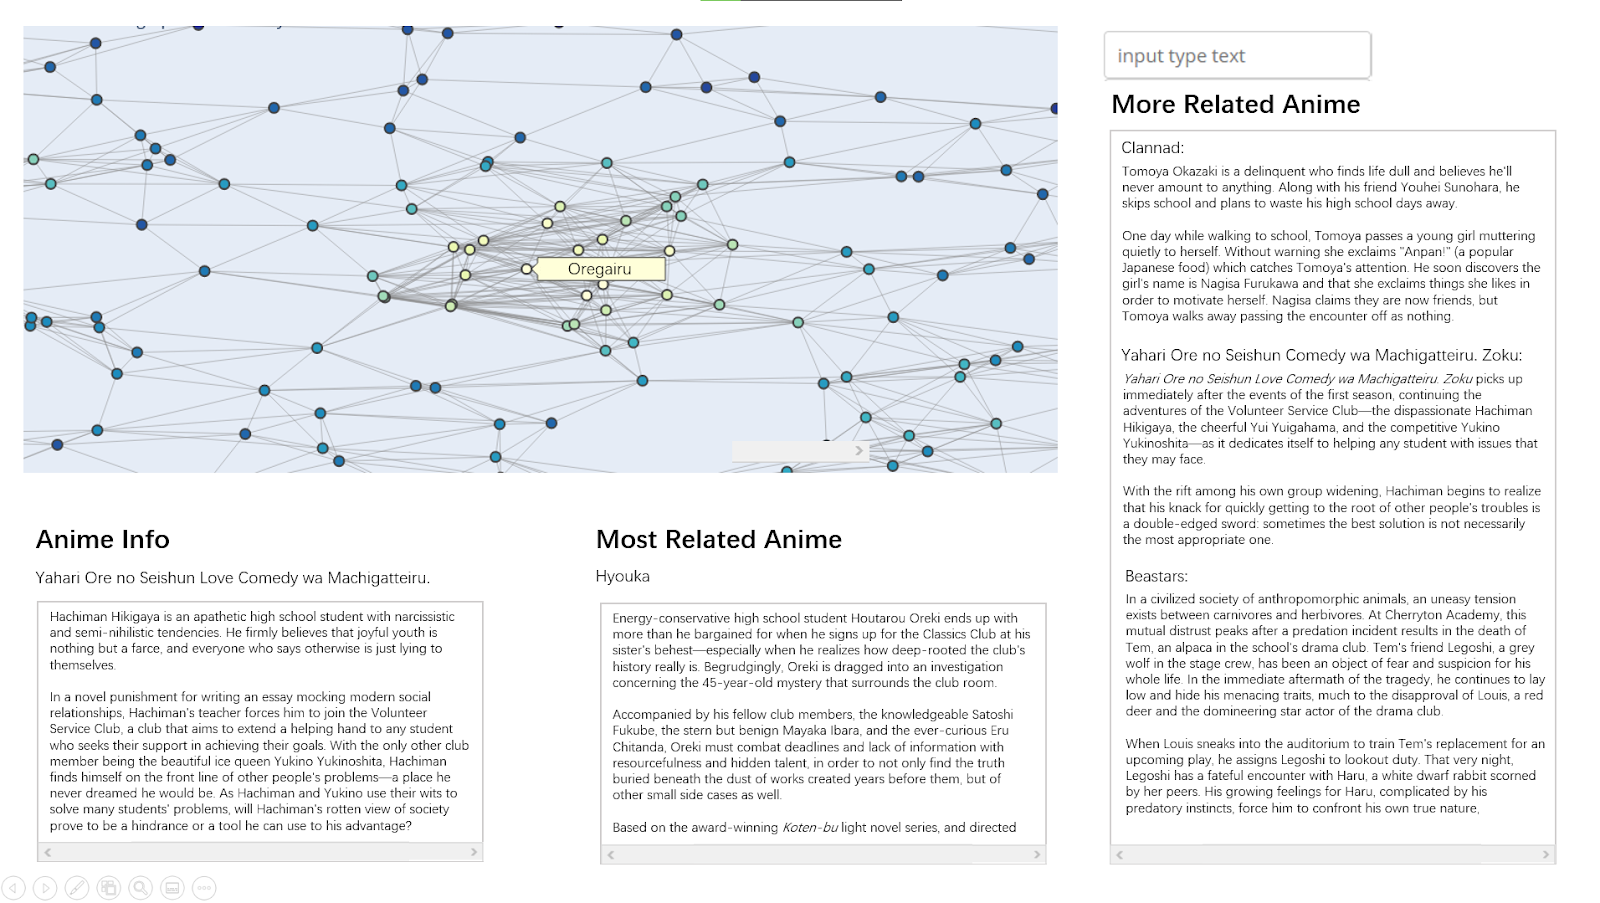 input type text
Oregairu
More Related Anime
Clannad:
Tomoya Okazaki is a delinquent who finds life dull and believes he'll
never amount to anything. Along with his friend Youhei Sunohara, he
skips school and plans to waste his high school days away.
One day while walking to school, Tomoya passes a young girl muttering
quietly to herself. Without warning she exclaims "Anpan!" (a popular
Japanese food) which catches Tomoya's attention. He soon discovers the
girl's name is Nagisa Furukawa and that she exclaims things she likes in
order to motivate herself. Nagisa claims they are now friends, but
Tomoya walks away passing the encounter off as nothing.
Yahari Ore no Seishun Comedy wa Machigatteiru. Zoku:
Yahari Ore no Seishun Love Comedy wa Machigatteiru. Zoku picks up
immediately after the events of the first season, continuing the
adventures of the Volunteer Service Club—the dispassionate Hachiman
Hikigaya, the cheerful Yui Yuigahama, and the competitive Yukino
Yukinoshita—as it dedicates itself to helping any student with issues that
they may face.
With the rift among his own group widening, Hachiman begins to realize
that his knack for quickly getting to the root of other people's troubles is
a double-edged sword: sometimes the best solution is not necessarily
the most appropriate one.
Beastars:
In a civilized society of anthropomorphic animals, an uneasy tension
exists between carnivores and herbivores. At Cherryton Academy, this
mutual distrust peaks after a predation incident results in the death of
Tem, an alpaca in the school's drama club. Tem's friend Legoshi, a grey
wolf in the stage crew, has been an object of fear and suspicion for his
whole life. In the immediate aftermath of the tragedy, he continues to lay
low and hide his menacing traits, much to the disapproval of Louis, a red
deer and the domineering star actor of the drama club.
When Louis sneaks into the auditorium to train Tem's replacement for an
upcoming play, he assigns Legoshi to lookout duty. That very night,
Legoshi has a fateful encounter with Haru, a white dwarf rabbit scorned
by her peers. His growing feelings for Haru, complicated by his
predatory instincts, force him to confront his own true nature,
Anime Info
Yahari Ore no Seishun Love Comedy wa Machigatteiru.
Hachiman Hikigaya is an apathetic high school student with narcissistic
and semi-nihilistic tendencies. He firmly believes that joyful youth is
nothing but a farce, and everyone who says otherwise is just lying to
themselves.
In a novel punishment for writing an essay mocking modern social
relationships, Hachiman's teacher forces him to join the Volunteer
Service Club, a club that aims to extend a helping hand to any student
who seeks their support in achieving their goals. With the only other club
member being the beautiful ice queen Yukino Yukinoshita, Hachiman
finds himself on the front line of other people's problems—a place he
never dreamed he would be. As Hachiman and Yukino use their wits to
solve many students' problems, will Hachiman's rotten view of society
prove to be a hindrance or a tool he can use to his advantage?
Most Related Anime
Hyouka
Energy-conservative high school student Houtarou Oreki ends up with
more than he bargained for when he signs up for the Classics Club at his
sister's behest—especially when he realizes how deep-rooted the club's
history really is. Begrudgingly, Oreki is dragged into an investigation
concerning the 45-year-old mystery that surrounds the club room.
Accompanied by his fellow club members, the knowledgeable Satoshi
Fukube, the stern but benign Mayaka Ibara, and the ever-curious Eru
Chitanda, Oreki must combat deadlines and lack of information with
resourcefulness and hidden talent, in order to not only find the truth
buried beneath the dust of works created years before them, but of
other small side cases as well.
Based on the award-winning Koten-bu light novel series, and directed